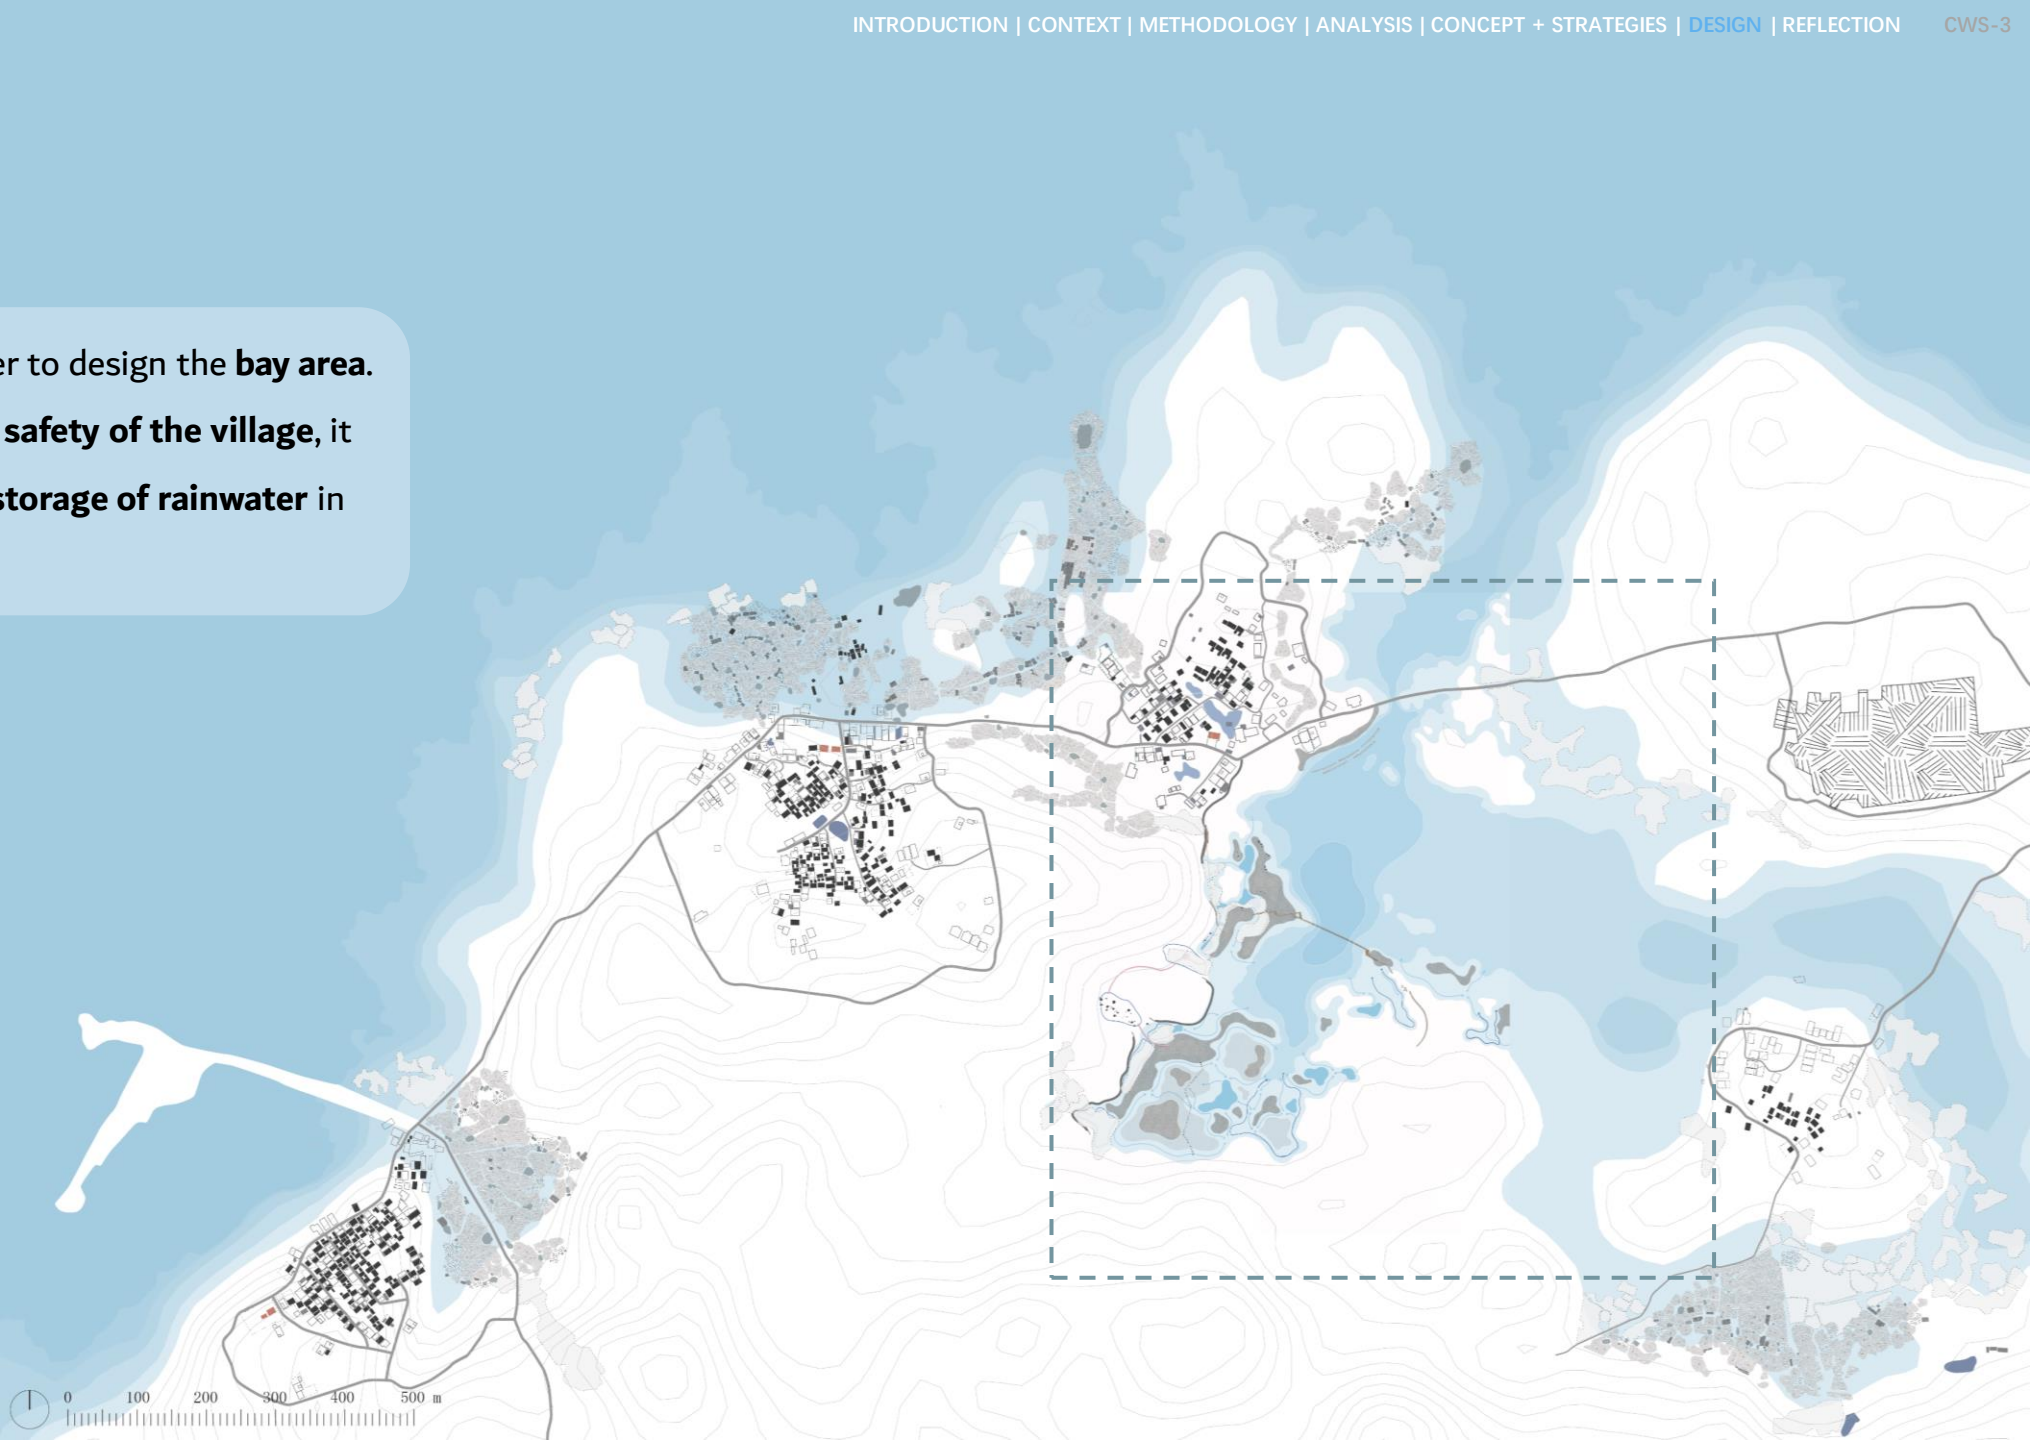 INTRODUCTION | CONTEXT | METHODOLOGY | ANALYSIS | CONCEPT + STRATEGIES | DESIGN | REFLECTION CWS-3
er to design the bay area.
safety of the village, it
storage of rainwater in
0 100 200 300 400 500 m